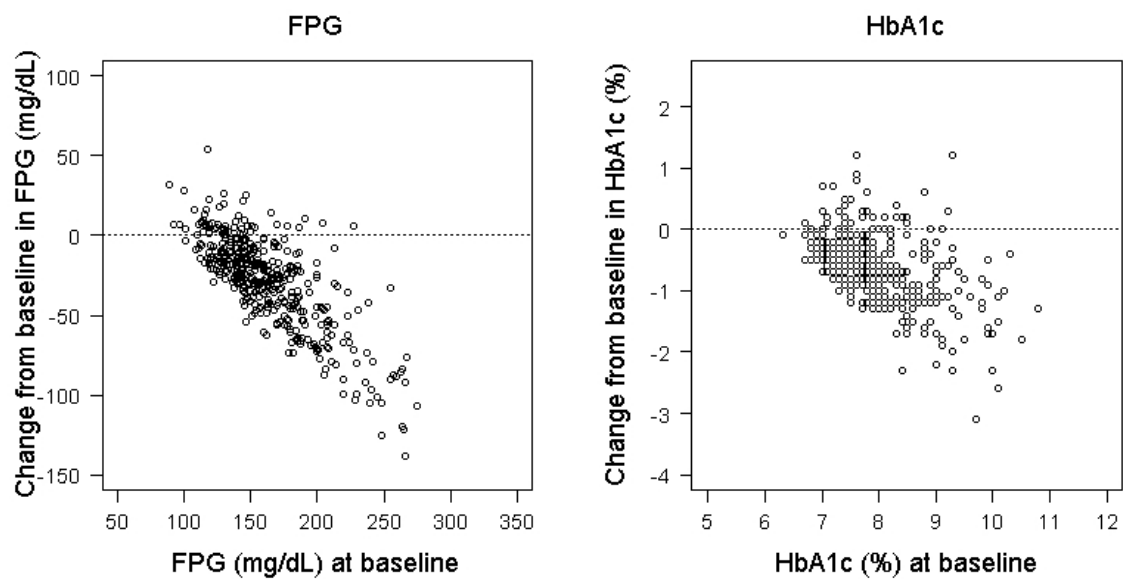 FPG
HbA1c
Change from baseline in FPG (mg/dL)
100
50
0
-50
-100
-150
50 100 150 200 250 300 350
FPG (mg/dL) at baseline
Change from baseline in HbA1c (%)
2
1
0
-1
-2
-3
-4
5 6 7 8 9 10 11 12
HbA1c (%) at baseline